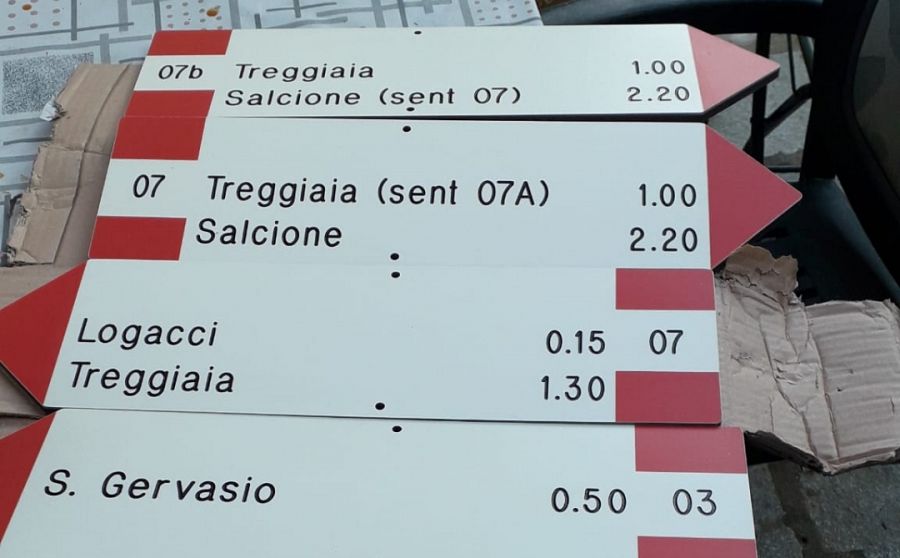 07b Treggiaia 1.00
Salcione (sent 07) 2.20
07 Treggiaia (sent 07A) 1.00
Salcione 2.20
Logacci 0.15 07
Treggiaia 1.30
S. Gervasio 0.50 03